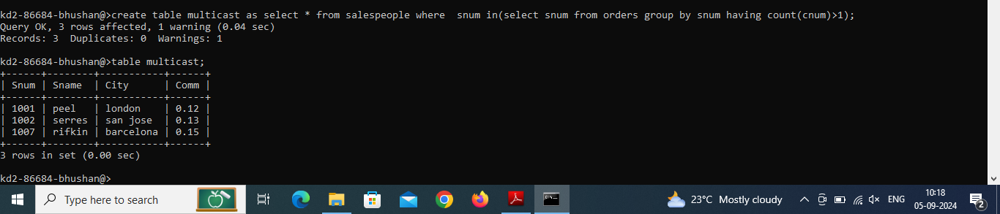 kd2-86684-bhushan@>create table multicast as select * from salespeople where  snum in(select snum from orders group by snum having count(cnum)>1);
Query OK, 3 rows affected, 1 warning (0.04 sec)
Records: 3  Duplicates: 0  Warnings: 1

kd2-86684-bhushan@>table multicast;
+------+--------+-----------+------+
| Snum | Sname  | City      | Comm |
+------+--------+-----------+------+
| 1001 | peel   | london    | 0.12 |
| 1002 | serres | san jose  | 0.13 |
| 1007 | rifkin | barcelona | 0.15 |
+------+--------+-----------+------+
3 rows in set (0.00 sec)

kd2-86684-bhushan@>
Type here to search
23°C Mostly cloudy
ENG
10:18
05-09-2024
2